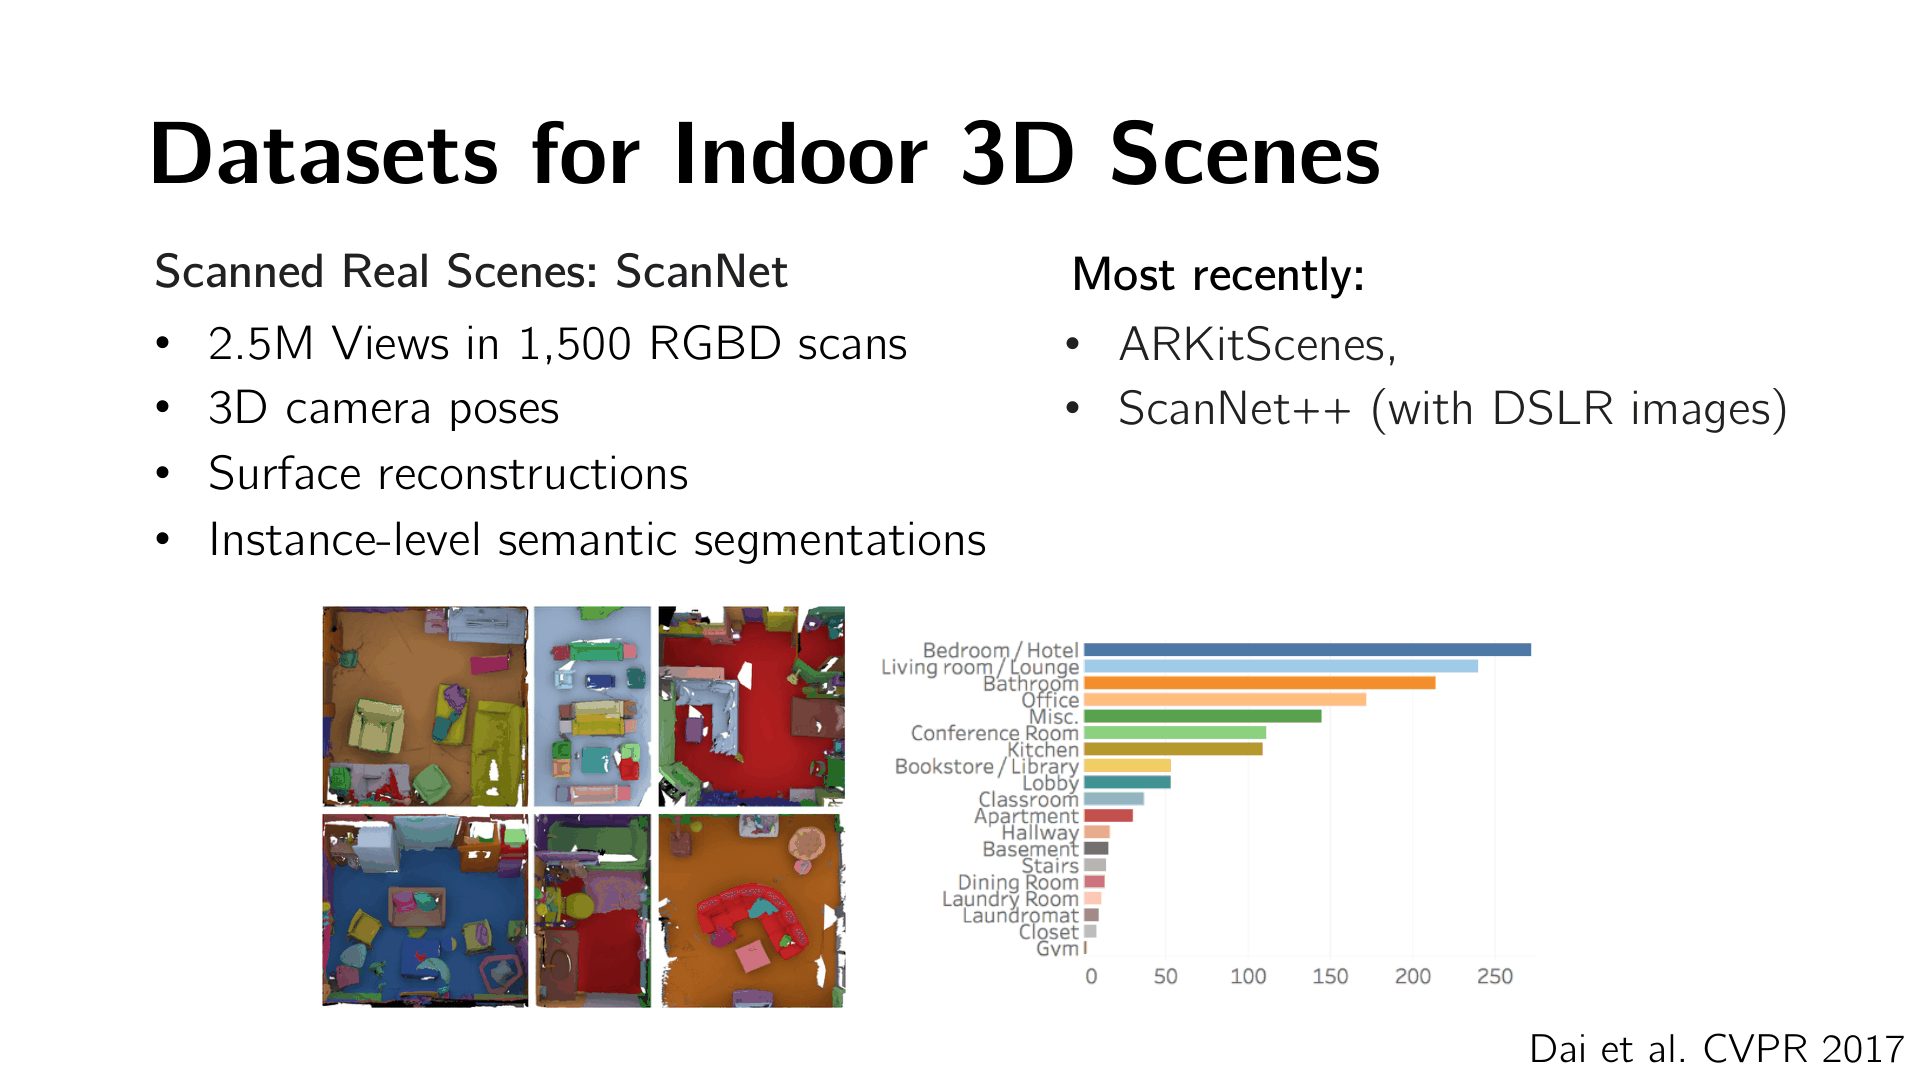 Datasets for Indoor 3D Scenes
Scanned Real Scenes: ScanNet
• 2.5M Views in 1,500 RGBD scans
• 3D camera poses
• Surface reconstructions
• Instance-level semantic segmentations
Most recently:
• ARKitScenes,
• ScanNet++ (with DSLR images)
Bedroom / Hotel
Living room / Lounge
Bathroom
Office
Misc.
Conference Room
Kitchen
Bookstore / Library
Lobby
Classroom
Apartment
Hallway
Basement
Stairs
Dining Room
Laundry Room
Laundromat
Closet
Gym
0 50 100 150 200 250
Dai et al. CVPR 2017